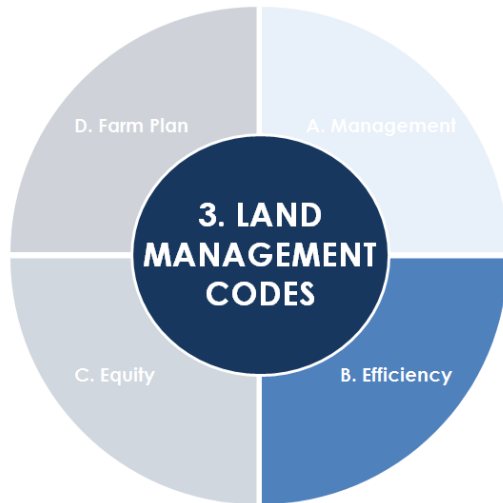 D. Farm Plan
A. Management
3. LAND
MANAGEMENT
CODES
C. Equity
B. Efficiency